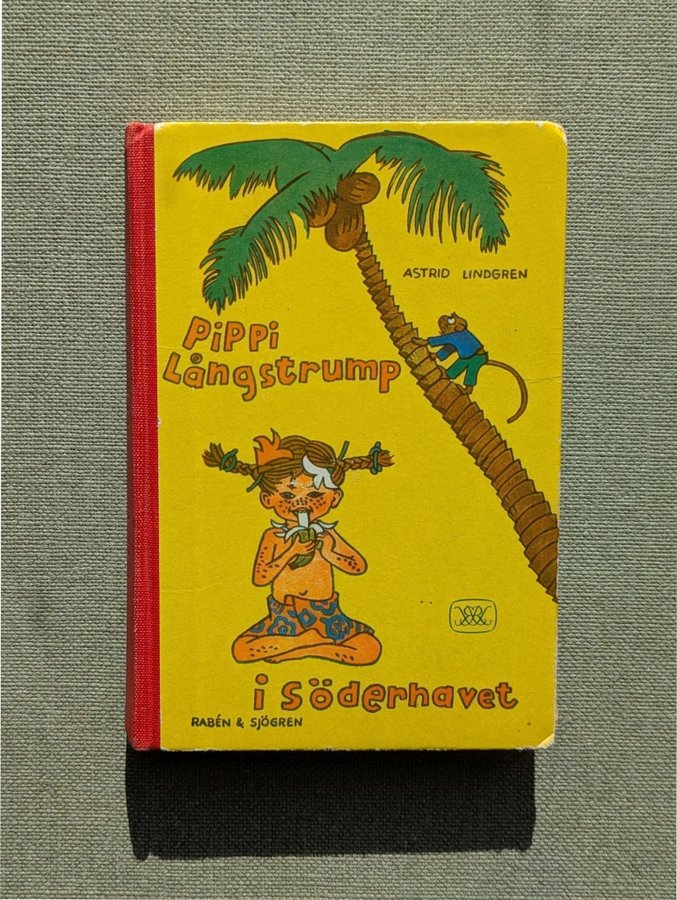 ASTRID LINDGREN
PiPPi
Långstrump
i Söderhavet
RABÉN & SJÖGREN